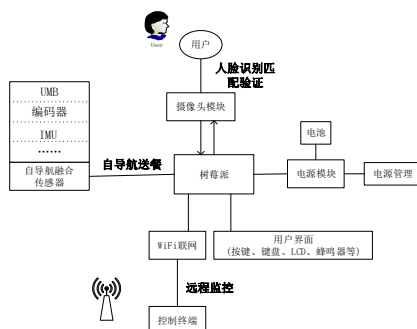 User
用户
人脸识别匹
配验证
UMB
编码器
IMU
……
自导航融合
传感器
摄像头模块
电池
自导航送餐
树莓派
电源模块
电源管理
WiFi联网
用户界面
(按键、键盘、LCD、蜂鸣器等)
远程监控
控制终端